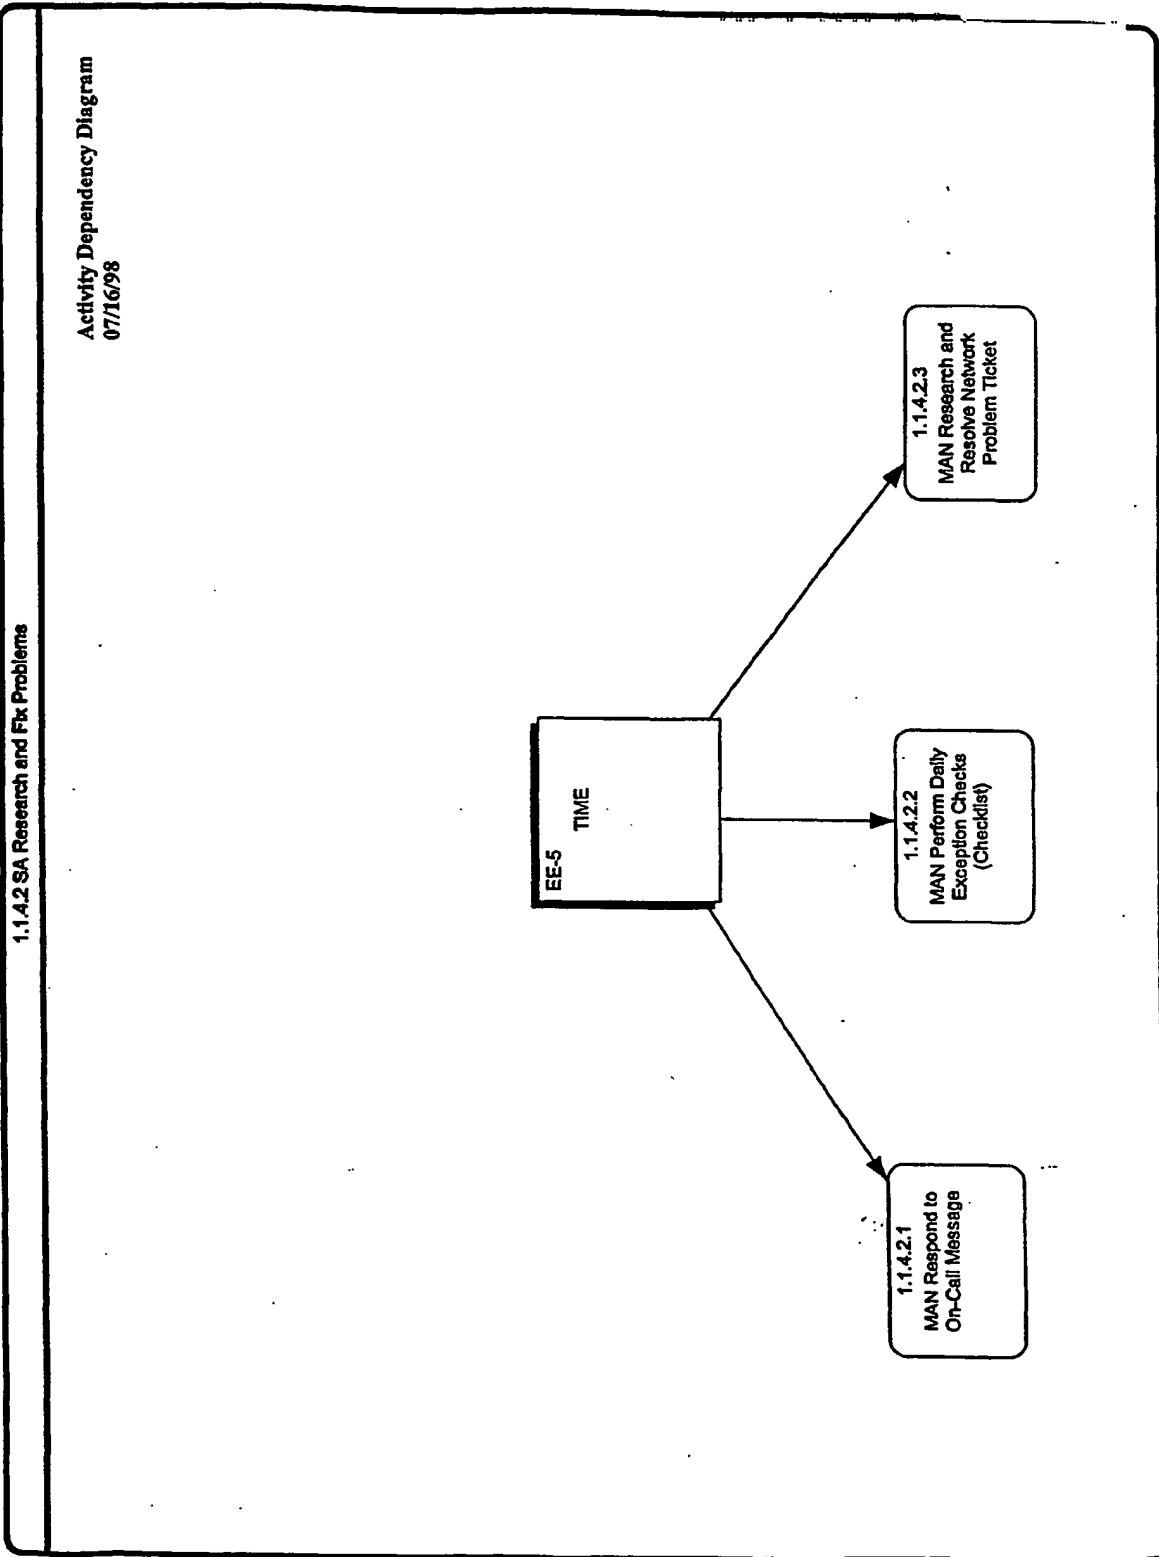 1.1.4.2 SA Research and Fix Problems
Activity Dependency Diagram
07/16/98
EE-5
TIME
1.1.4.2.1
MAN Respond to
On-Call Message
1.1.4.2.2
MAN Perform Daily
Exception Checks
(Checklist)
1.1.4.2.3
MAN Research and
Resolve Network
Problem Ticket